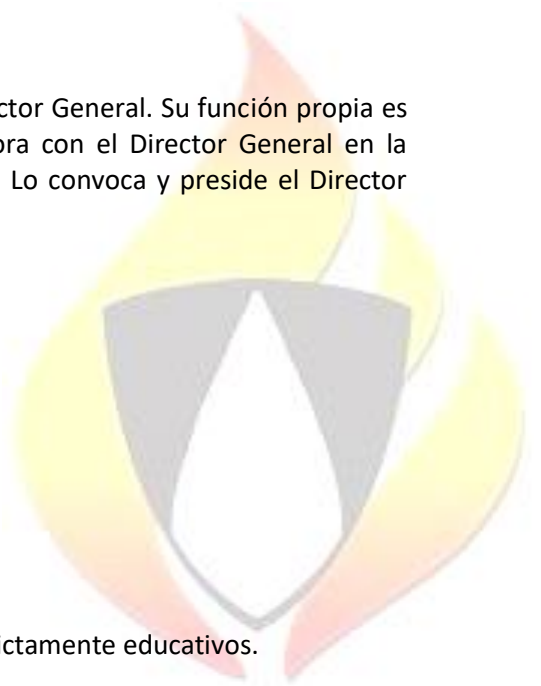 ctor General. Su función propia es
ora con el Director General en la
Lo convoca y preside el Director
ictamente educativos.